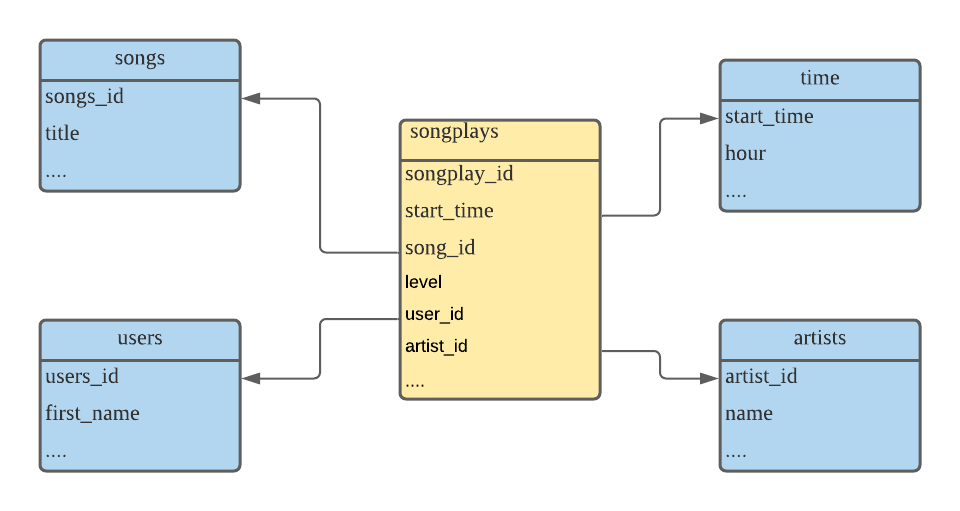 songs
songs_id
title
....
songplays
songplay_id
start_time
song_id
level
user_id
artist_id
....
time
start_time
hour
....
users
users_id
first_name
....
artists
artist_id
name
....